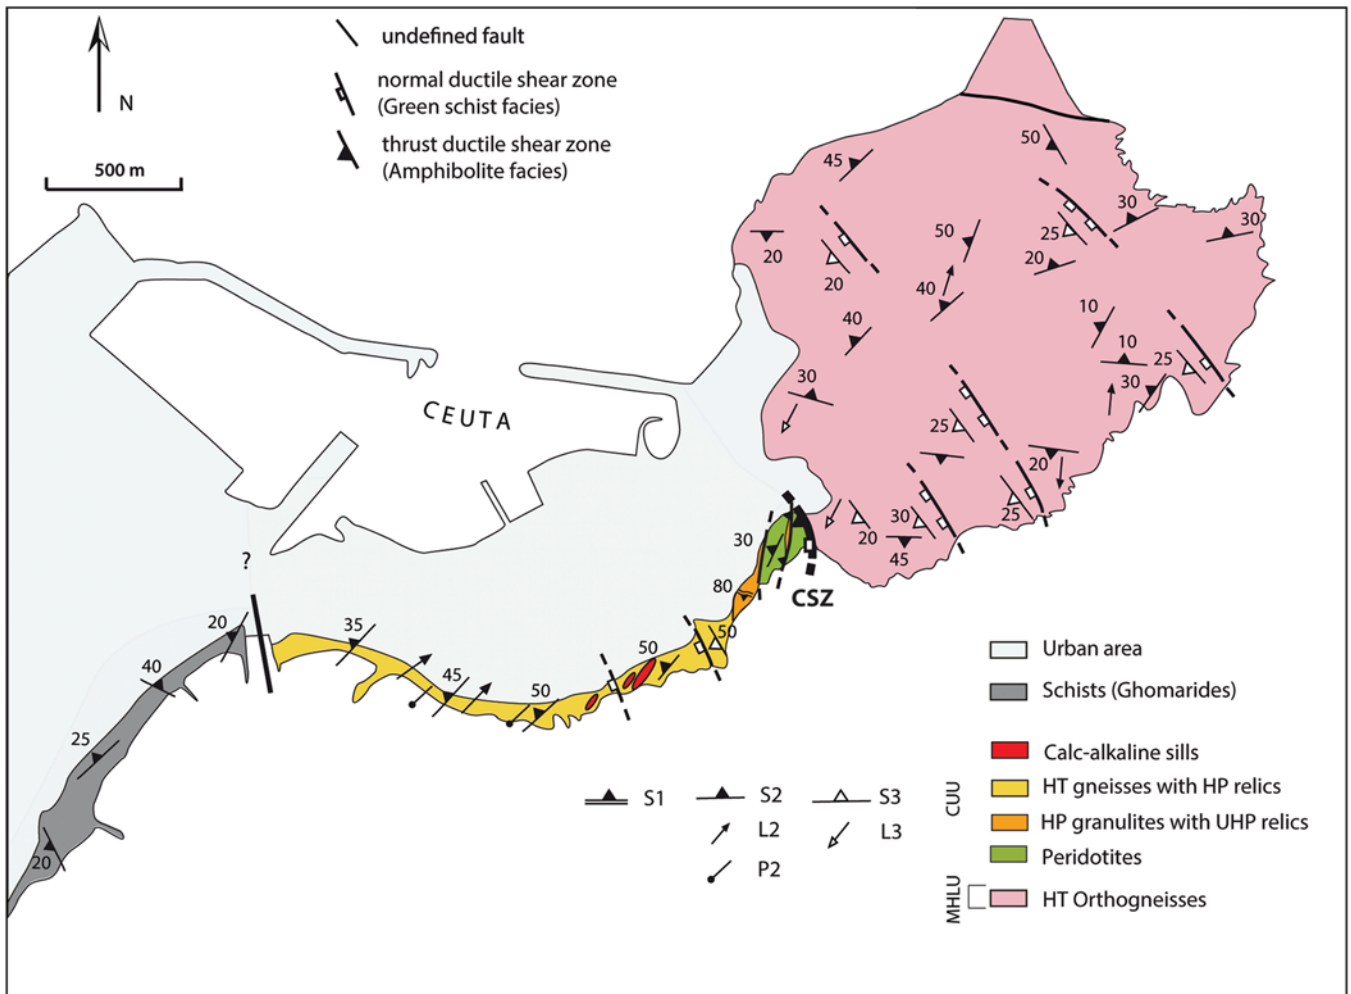 undefined fault
normal ductile shear zone
(Green schist facies)
thrust ductile shear zone
(Amphibolite facies)
N
500 m
50
45
30
30
50
25
20
20
20
40
10
40
10
25
30
30
CEUTA
25
20
30
25
20
45
30
?
80
CSZ
20
35
50
50
40
45
50
25
20
Urban area
Schists (Ghomarides)
Calc-alkaline sills
CUU
HT gneisses with HP relics
HP granulites with UHP relics
Peridotites
MHLU
HT Orthogneisses
S1
S2
S3
L2
L3
P2